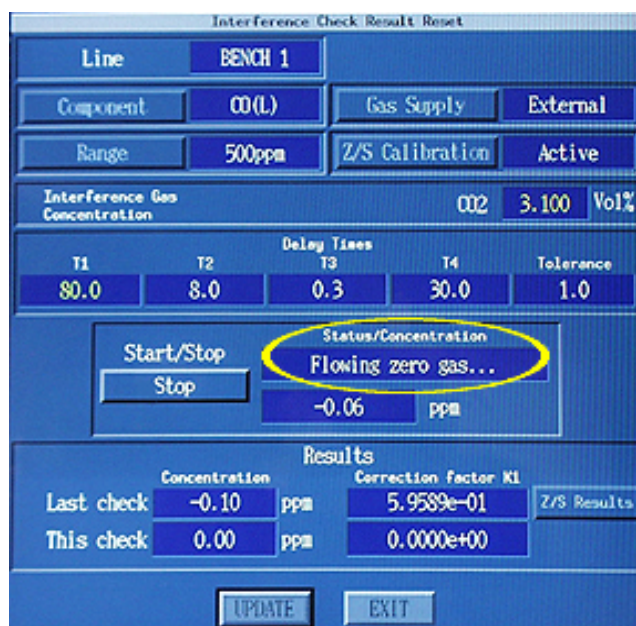 Interference Check Result Reset
Line BENCH 1
Component CO(L) Gas Supply External
Range 500ppm Z/S Calibration Active
Interference Gas
Concentration CO2 3.100 Vol%
Delay Times
T1 T2 T3 T4 Tolerance
80.0 8.0 0.3 30.0 1.0
Status/Concentration
Start/Stop Flowing zero gas...
Stop
-0.06 ppm
Results
Concentration Correction factor K1
Last check -0.10 ppm 5.9589e-01 Z/S Results
This check 0.00 ppm 0.0000e+00
UPDATE EXIT